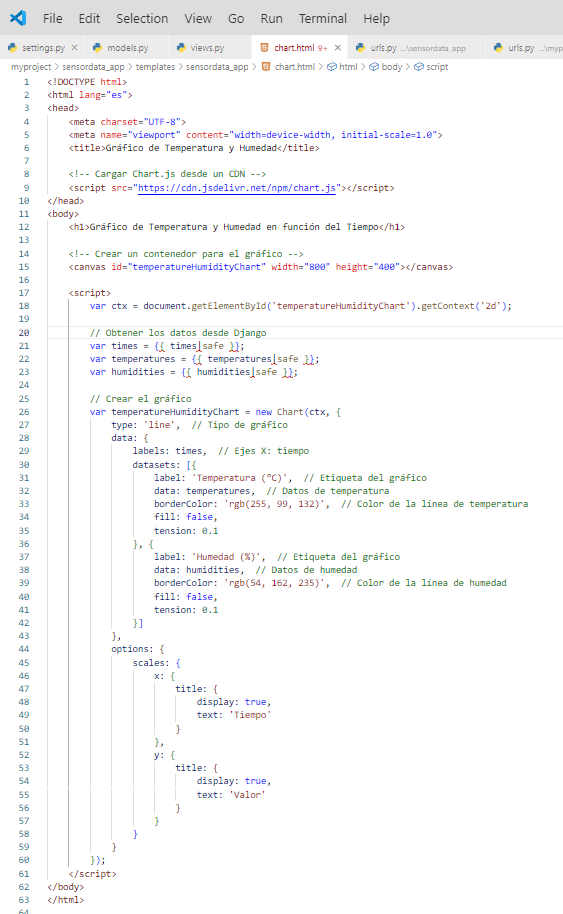 File Edit Selection View Go Run Terminal Help
settings.py × models.py views.py chart.html 9+ × urls.py ...\sensordata_app urls.py ...\myp
myproject > sensordata_app > templates > sensordata_app > chart.html > html > body > script
1 <!DOCTYPE html>
2 <html lang="es">
3 <head>
4 <meta charset="UTF-8">
5 <meta name="viewport" content="width=device-width, initial-scale=1.0">
6 <title>Gráfico de Temperatura y Humedad</title>
7
8 <!-- Cargar Chart.js desde un CDN -->
9 <script src="https://cdn.jsdelivr.net/npm/chart.js"></script>
10 </head>
11 <body>
12 <h1>Gráfico de Temperatura y Humedad en función del Tiempo</h1>
13
14 <!-- Crear un contenedor para el gráfico -->
15 <canvas id="temperatureHumidityChart" width="800" height="400"></canvas>
16
17 <script>
18 var ctx = document.getElementById('temperatureHumidityChart').getContext('2d');
19
20 // Obtener los datos desde Django
21 var times = {{ times|safe }};
22 var temperatures = {{ temperatures|safe }};
23 var humidities = {{ humidities|safe }};
24
25 // Crear el gráfico
26 var temperatureHumidityChart = new Chart(ctx, {
27 type: 'line', // Tipo de gráfico
28 data: {
29 labels: times, // Ejes X: tiempo
30 datasets: [{
31 label: 'Temperatura (°C)', // Etiqueta del gráfico
32 data: temperatures, // Datos de temperatura
33 borderColor: 'rgb(255, 99, 132)', // Color de la línea de temperatura
34 fill: false,
35 tension: 0.1
36 }, {
37 label: 'Humedad (%)', // Etiqueta del gráfico
38 data: humidities, // Datos de humedad
39 borderColor: 'rgb(54, 162, 235)', // Color de la línea de humedad
40 fill: false,
41 tension: 0.1
42 }]
43 },
44 options: {
45 scales: {
46 x: {
47 title: {
48 display: true,
49 text: 'Tiempo'
50 }
51 },
52 y: {
53 title: {
54 display: true,
55 text: 'Valor'
56 }
57 }
58 }
59 }
60 });
61 </script>
62 </body>
63 </html>
64